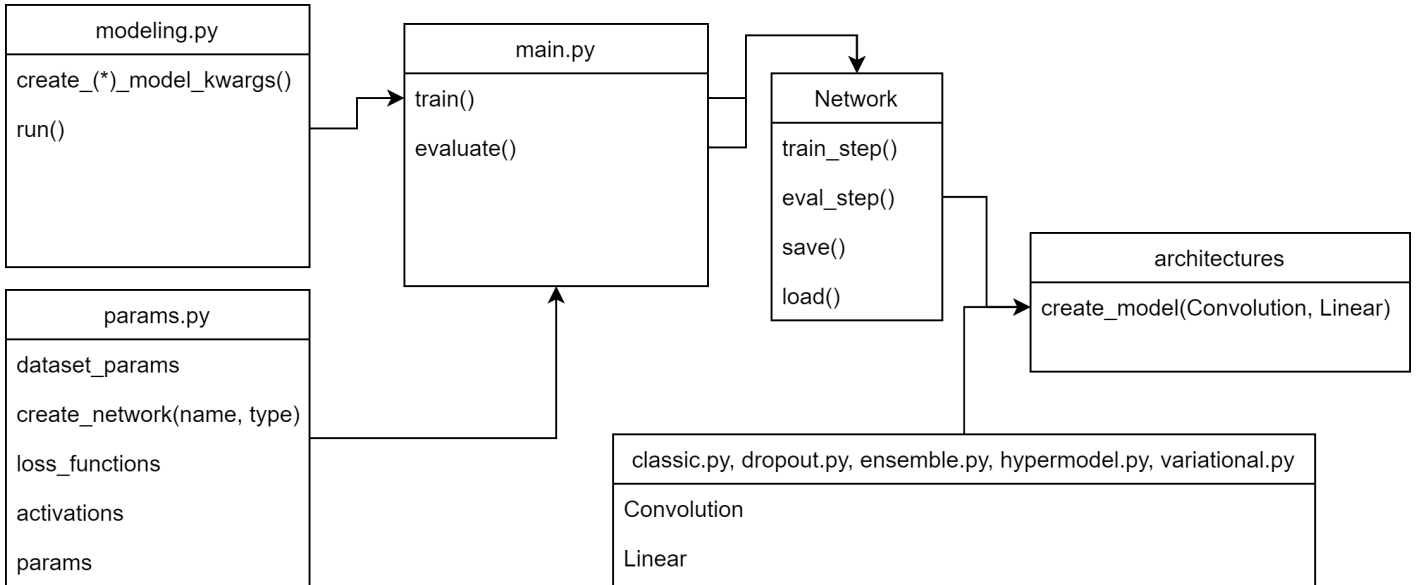 modeling.py
create_(*)_model_kwargs()
run()
main.py
train()
evaluate()
Network
train_step()
eval_step()
save()
load()
architectures
create_model(Convolution, Linear)
params.py
dataset_params
create_network(name, type)
loss_functions
activations
params
classic.py, dropout.py, ensemble.py, hypermodel.py, variational.py
Convolution
Linear